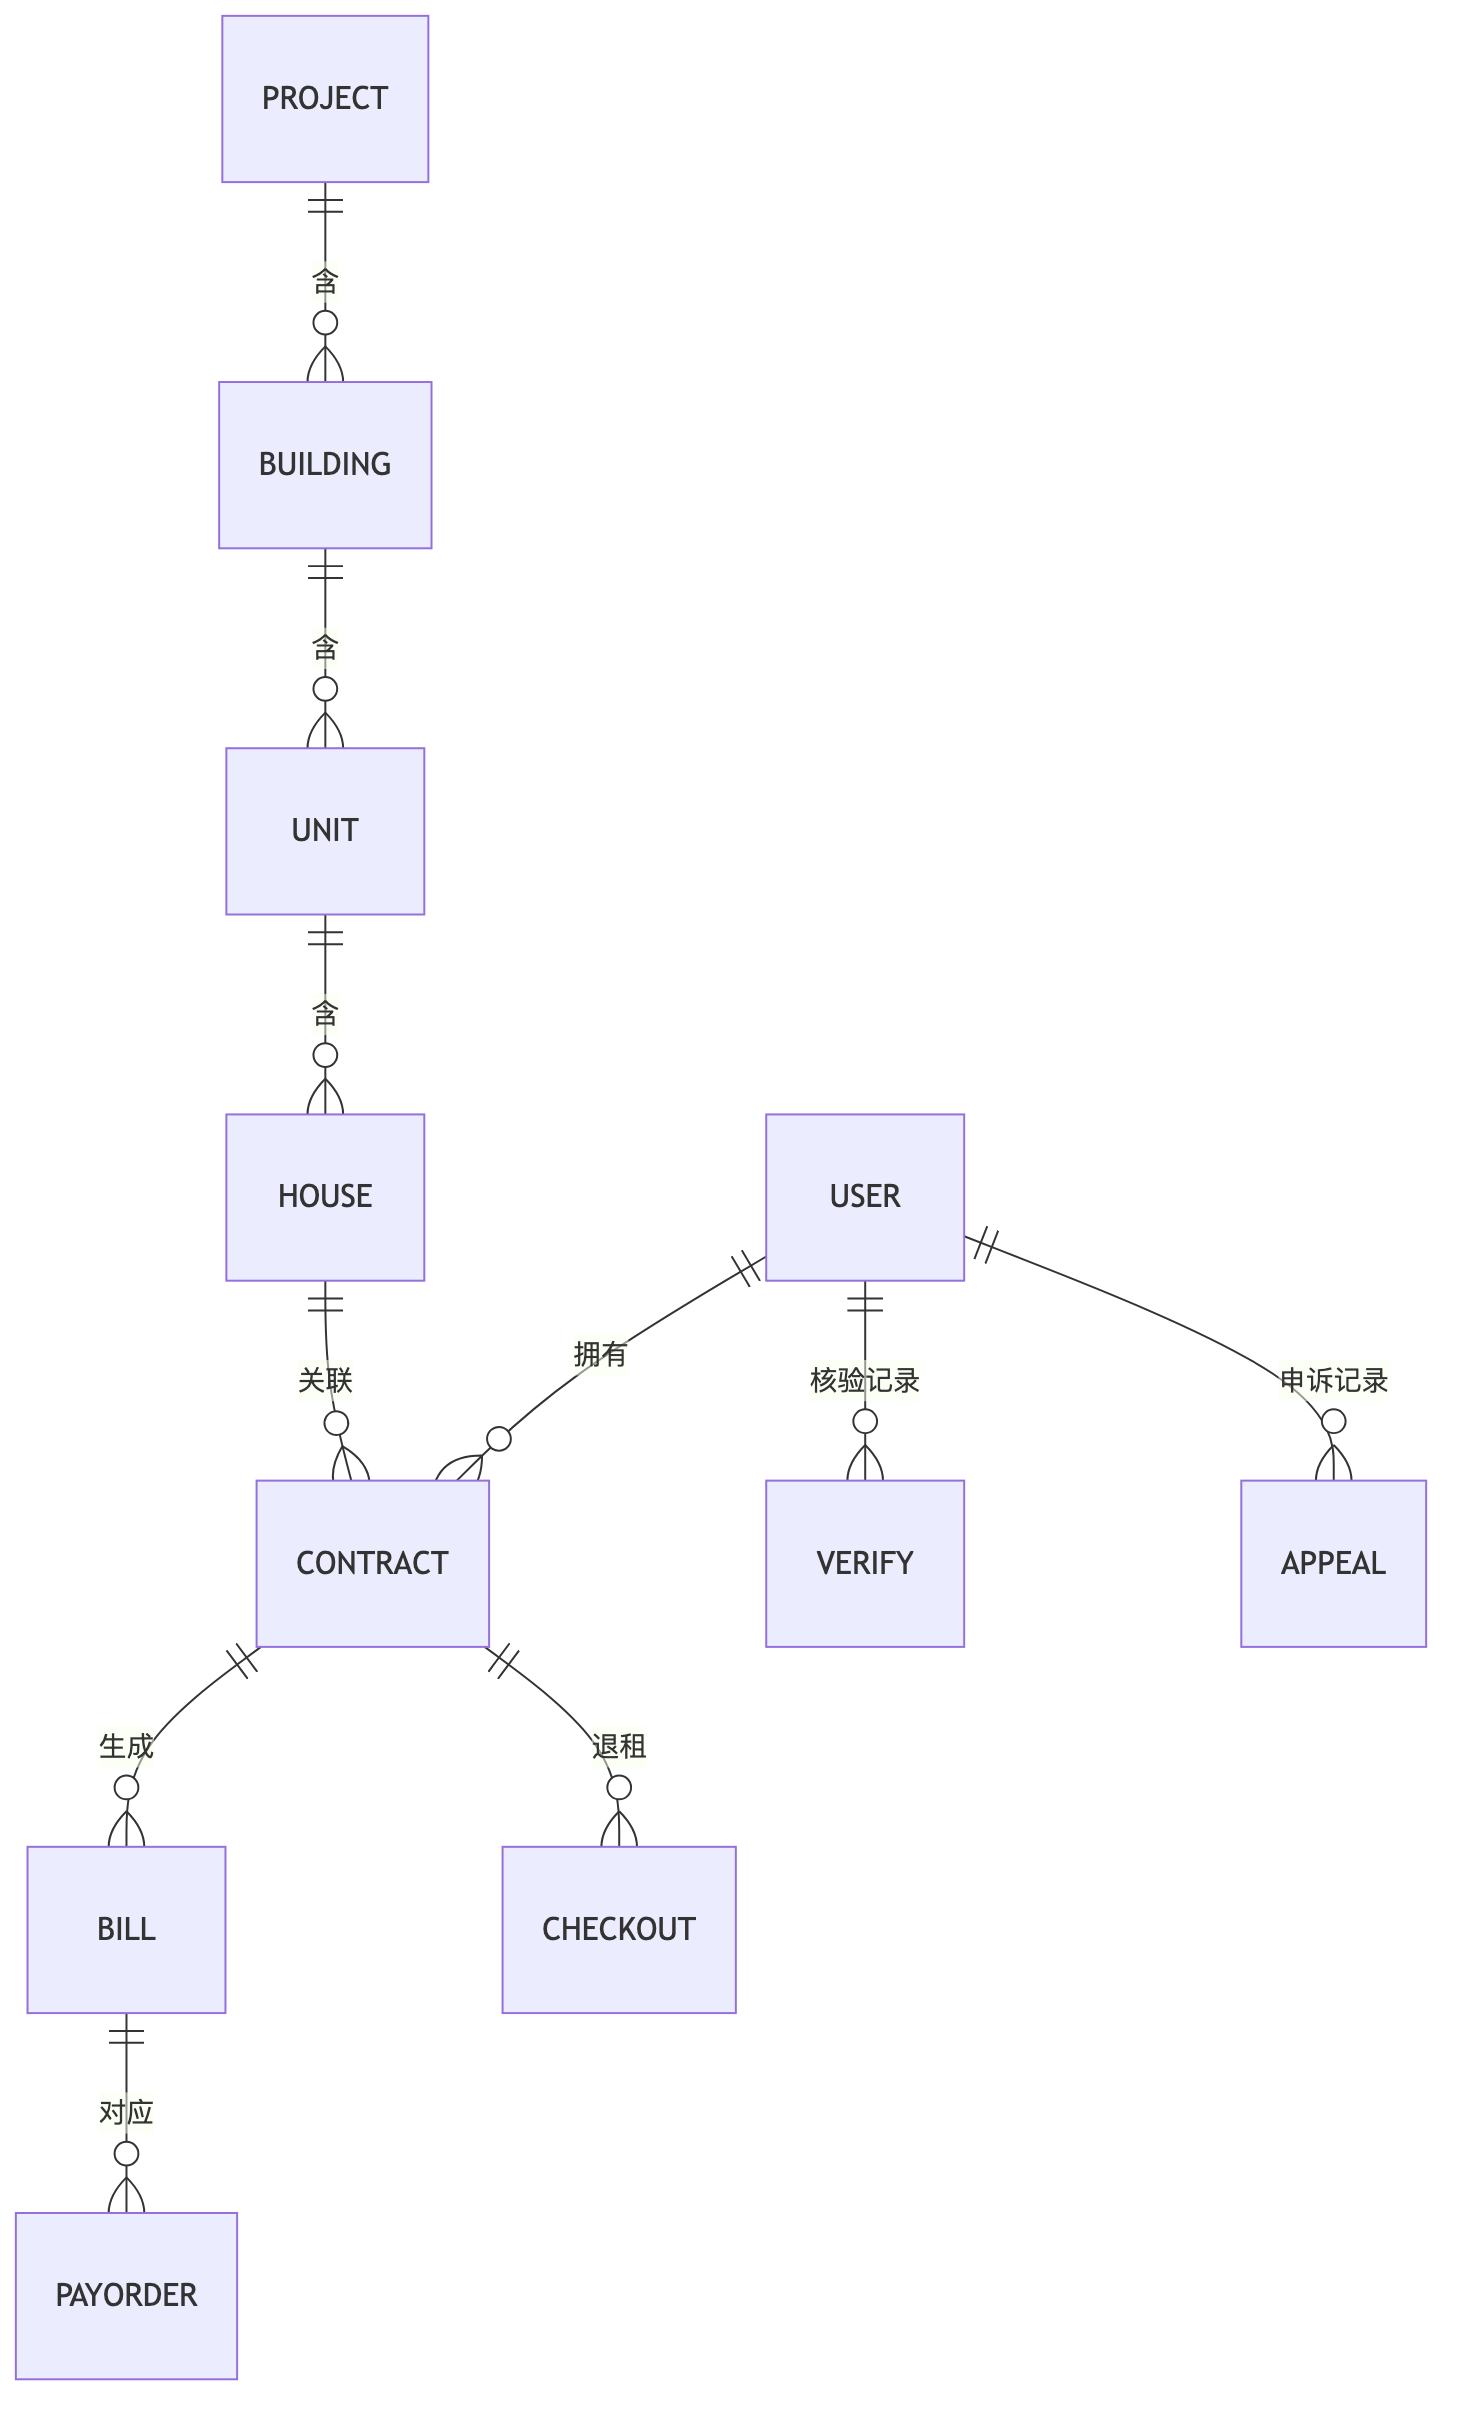 PROJECT
含
BUILDING
含
UNIT
含
HOUSE
USER
关联
拥有
核验记录
申诉记录
CONTRACT
VERIFY
APPEAL
生成
退租
BILL
CHECKOUT
对应
PAYORDER